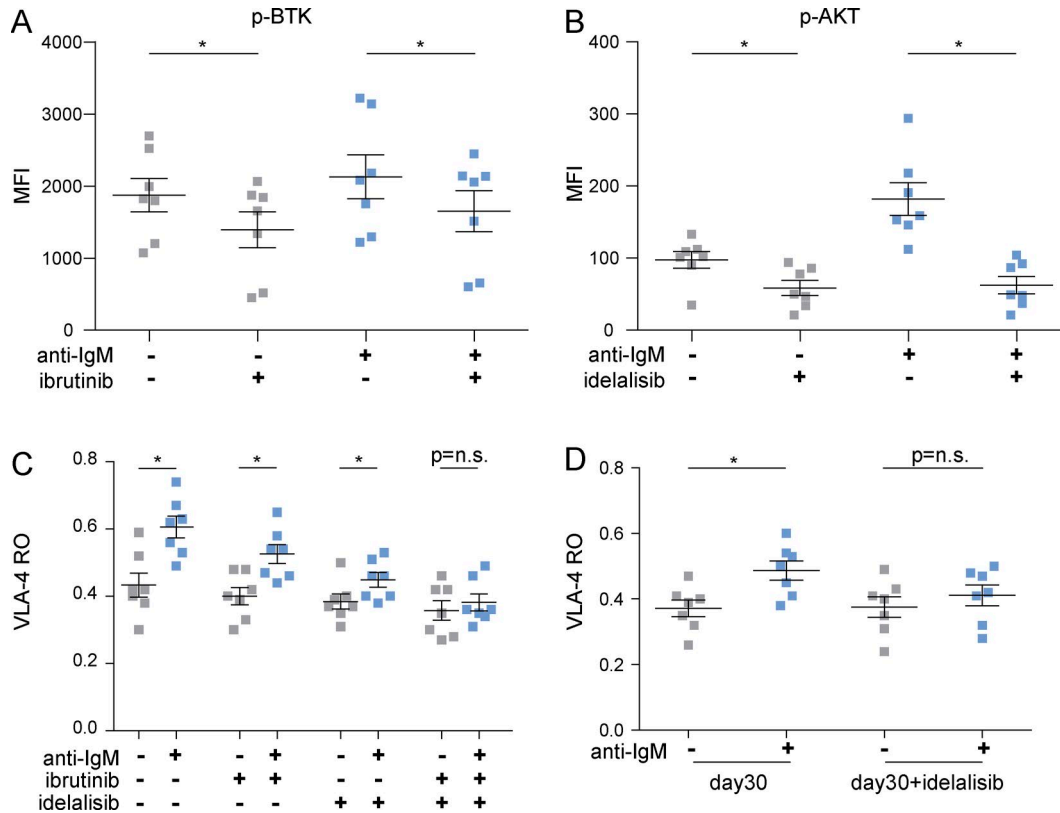 A
p-BTK
4000
3000
2000
1000
0
MFI
* *
anti-IgM - - + +
ibrutinib - + - +
B
p-AKT
400
300
200
100
0
MFI
* *
anti-IgM - - + +
idelalisib - + - +
C
0.8
0.6
0.4
0.2
0.0
VLA-4 RO
* * * p=n.s.
anti-IgM - + - + - + - +
ibrutinib - - + + - - + +
idelalisib - - - - + + + +
D
0.8
0.6
0.4
0.2
0.0
VLA-4 RO
* p=n.s.
anti-IgM - + - +
day30 day30+idelalisib